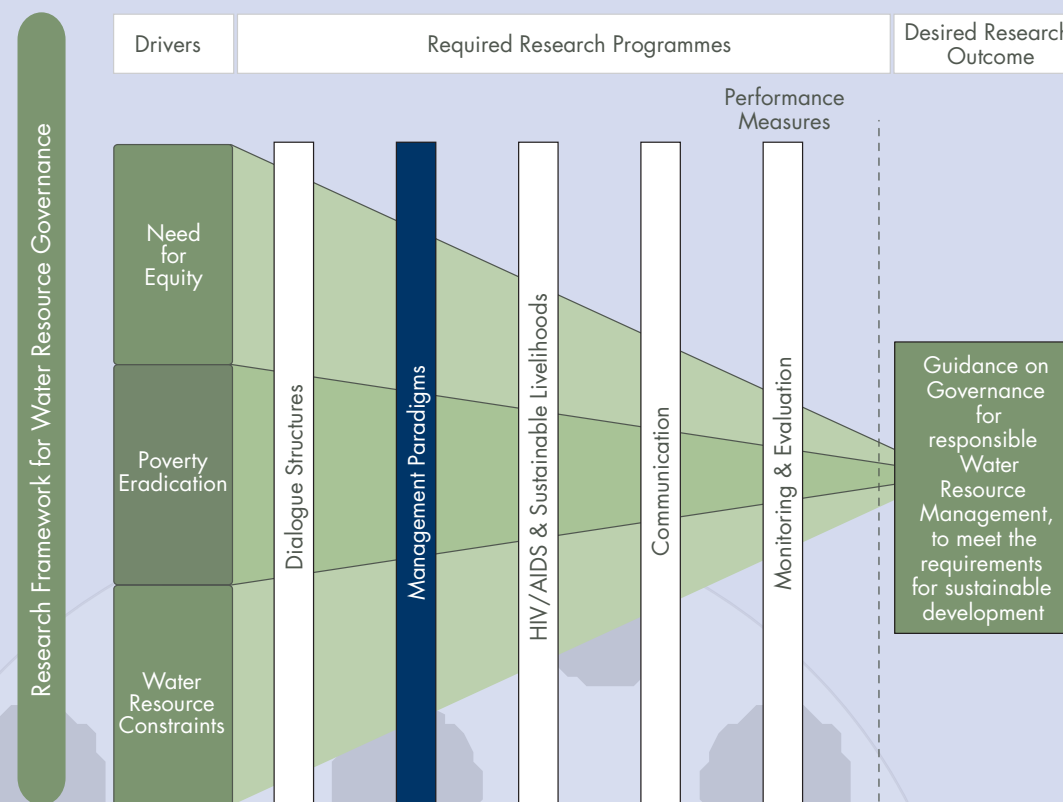 Research Framework for Water Resource Governance
Drivers
Required Research Programmes
Desired Research
Outcome
Performance
Measures
Need
for
Equity
Poverty
Eradication
Water
Resource
Constraints
Dialogue Structures
Management Paradigms
HIV/AIDS & Sustainable Livelihoods
Communication
Monitoring & Evaluation
Guidance on
Governance
for
responsible
Water
Resource
Management,
to meet the
requirements
for sustainable
development